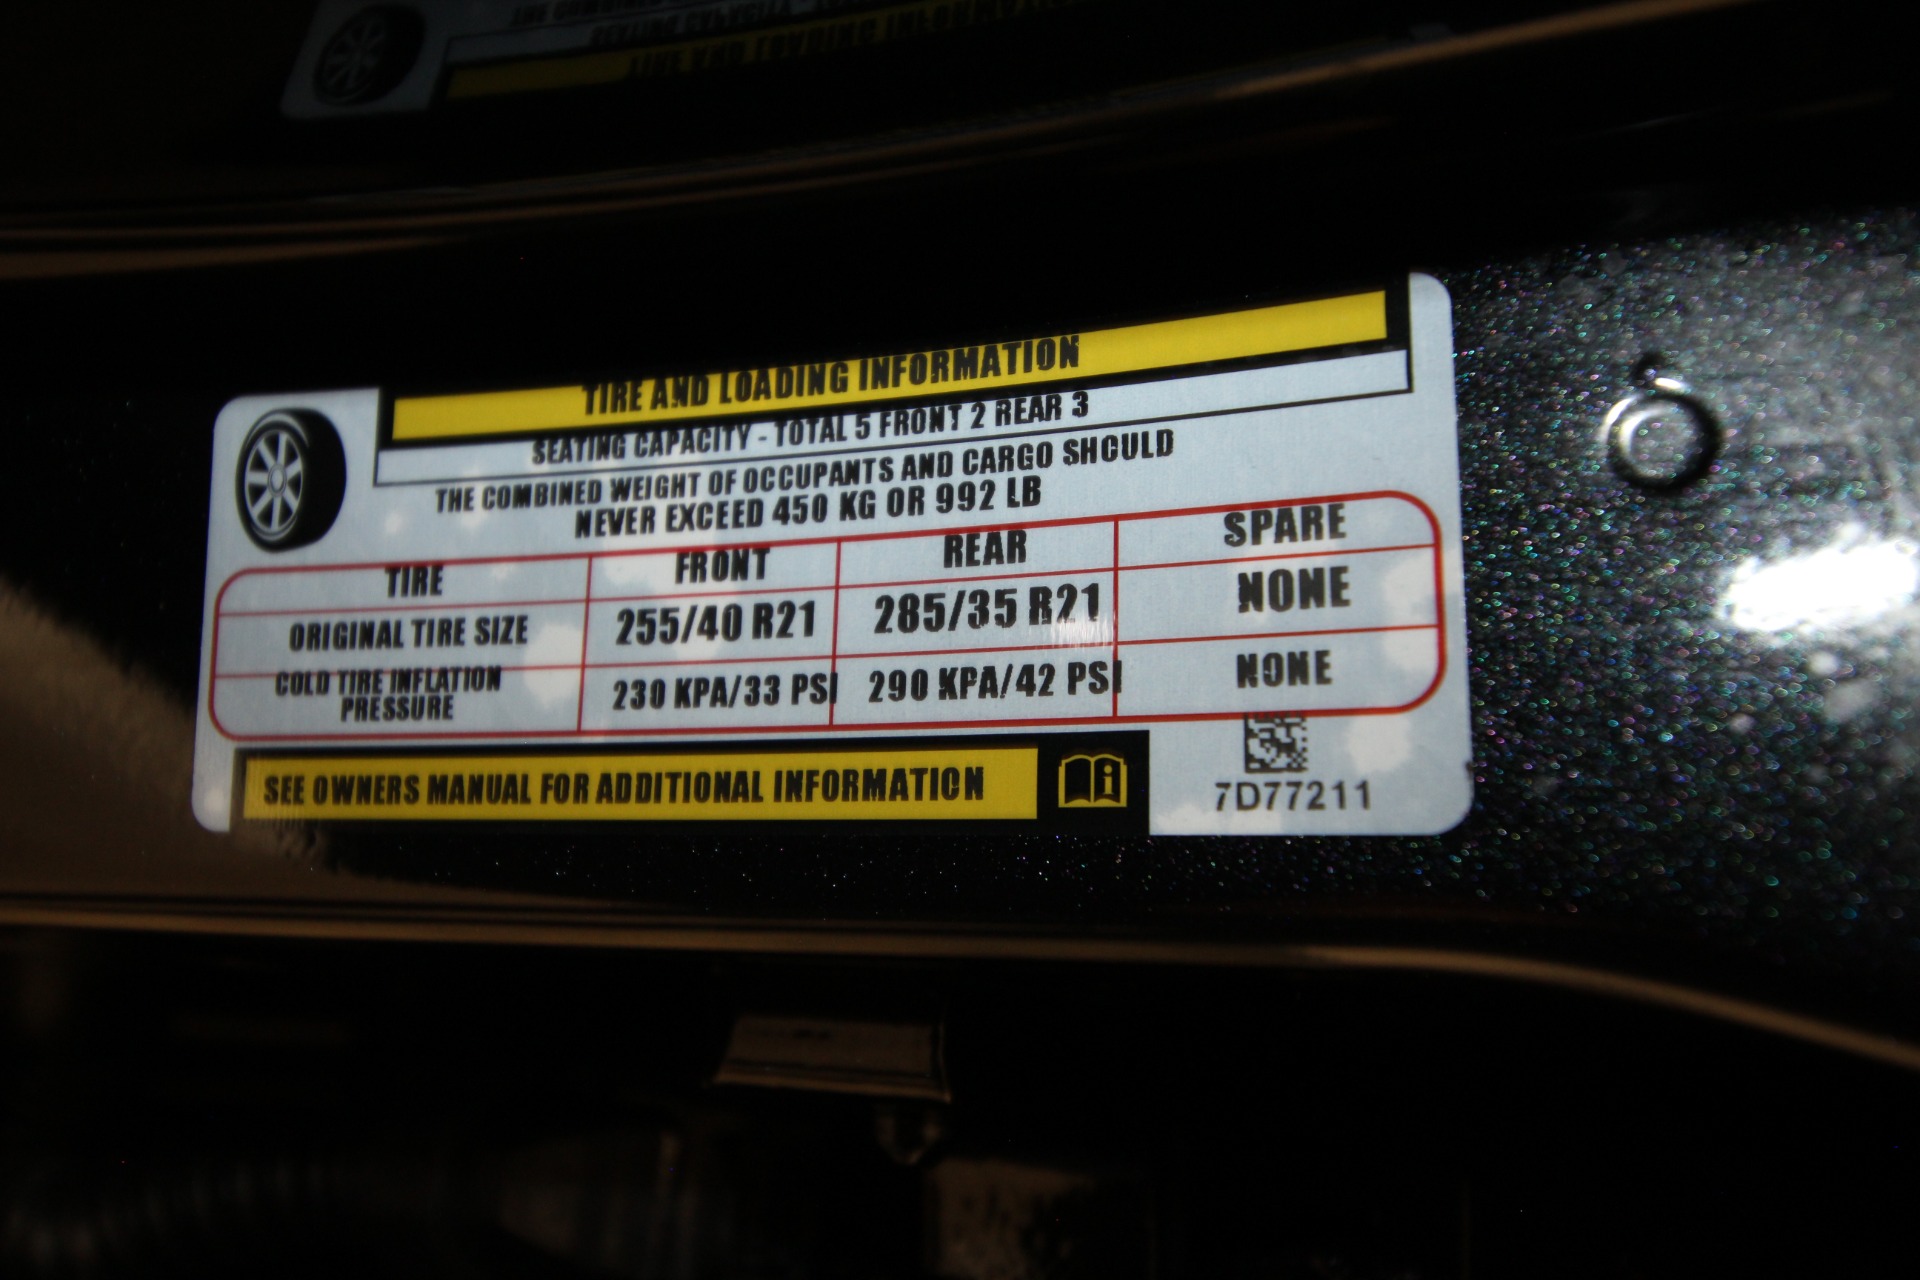 TIRE AND LOADING INFORMATION
SEATING CAPACITY - TOTAL 5 FRONT 2 REAR 3
THE COMBINED WEIGHT OF OCCUPANTS AND CARGO SHOULD
NEVER EXCEED 450 KG OR 992 LB
TIRE FRONT REAR SPARE
ORIGINAL TIRE SIZE 255/40 R21 285/35 R21 NONE
COLD TIRE INFLATION
PRESSURE 230 KPA/33 PSI 290 KPA/42 PSI NONE
SEE OWNERS MANUAL FOR ADDITIONAL INFORMATION
7D77211